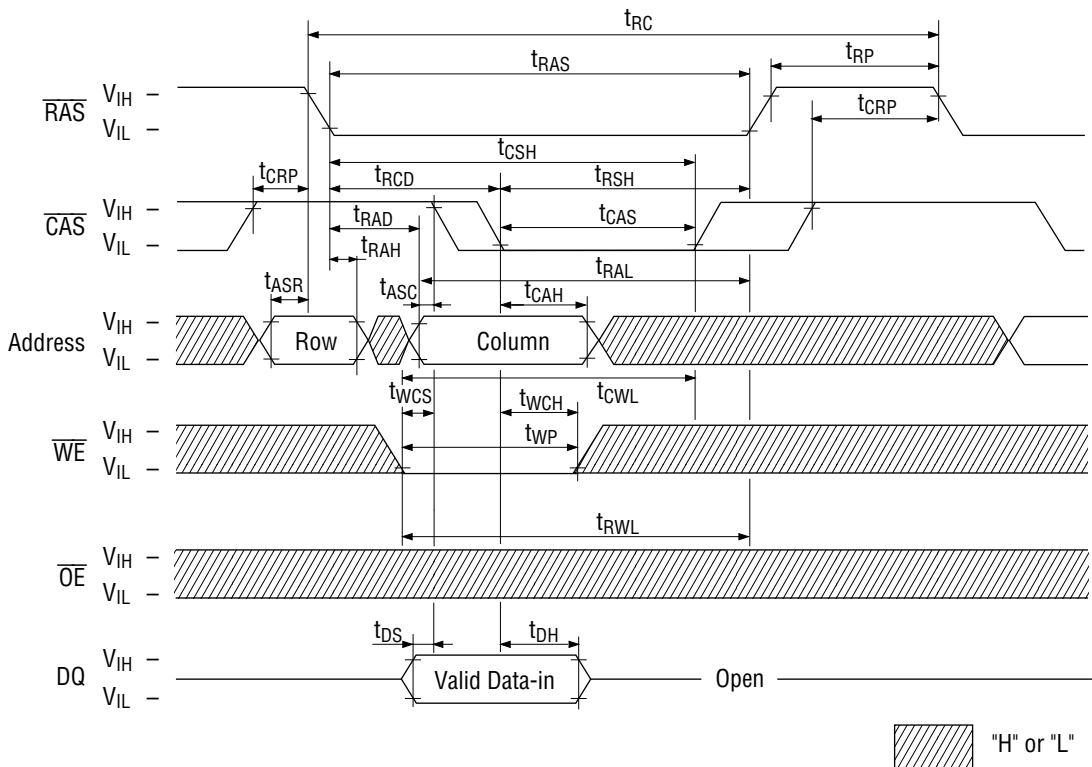 tRC
tRAS
tRP
RAS
VIH
VIL
tCRP
tCSH
tCRP
tRCD
tRSH
CAS
VIH
VIL
tRAD
tCAS
tRAH
tRAL
tASR
tASC
tCAH
Address
VIH
VIL
Row
Column
tWCS
tCWL
tWCH
WE
VIH
VIL
tWP
tRWL
OE
VIH
VIL
tDS
tDH
DQ
VIH
VIL
Valid Data-in
Open
"H" or "L"